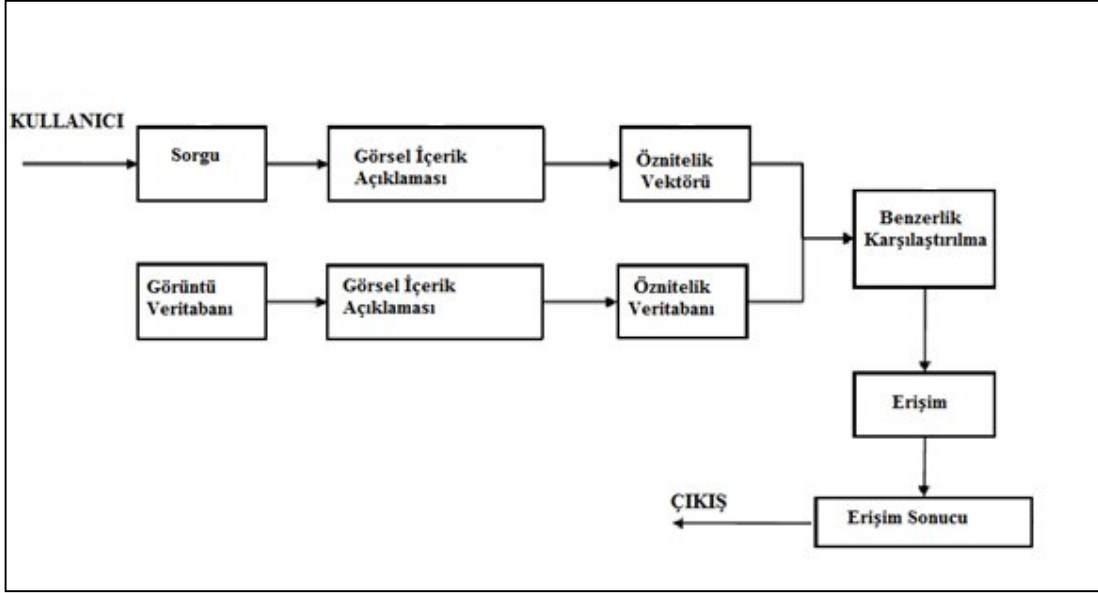 KULLANICI
Sorgu
Görsel İçerik
Açıklaması
Öznitelik
Vektörü
Benzerlik
Karşılaştırılma
Görüntü
Veritabanı
Görsel İçerik
Açıklaması
Öznitelik
Veritabanı
Erişim
ÇIKIŞ
Erişim Sonucu